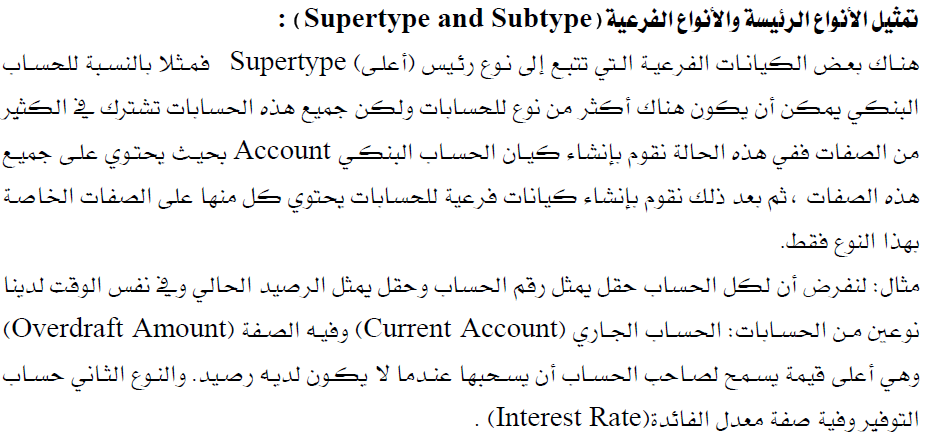 تمثيل الأنواع الرئيسة والأنواع الفرعية ( Supertype and Subtype ) :
هناك بعض الكيانات الفرعية التي تتبع إلى نوع رئيس (أعلى) Supertype فمثلا بالنسبة للحساب
البنكي يمكن أن يكون هناك أكثر من نوع للحسابات ولكن جميع هذه الحسابات تشترك في الكثير
من الصفات ففي هذه الحالة نقوم بإنشاء كيان الحساب البنكي Account بحيث يحتوي على جميع
هذه الصفات ، ثم بعد ذلك نقوم بإنشاء كيانات فرعية للحسابات يحتوي كل منها على الصفات الخاصة
بهذا النوع فقط.
مثال: لنفرض أن لكل الحساب حقل يمثل رقم الحساب وحقل يمثل الرصيد الحالي وفي نفس الوقت لدينا
نوعين من الحسابات: الحساب الجاري (Current Account) وفيه الصفة (Overdraft Amount)
وهي أعلى قيمة يسمح لصاحب الحساب أن يسحبها عندما لا يكون لديه رصيد. والنوع الثاني حساب
التوفير وفية صفة معدل الفائدة(Interest Rate) .